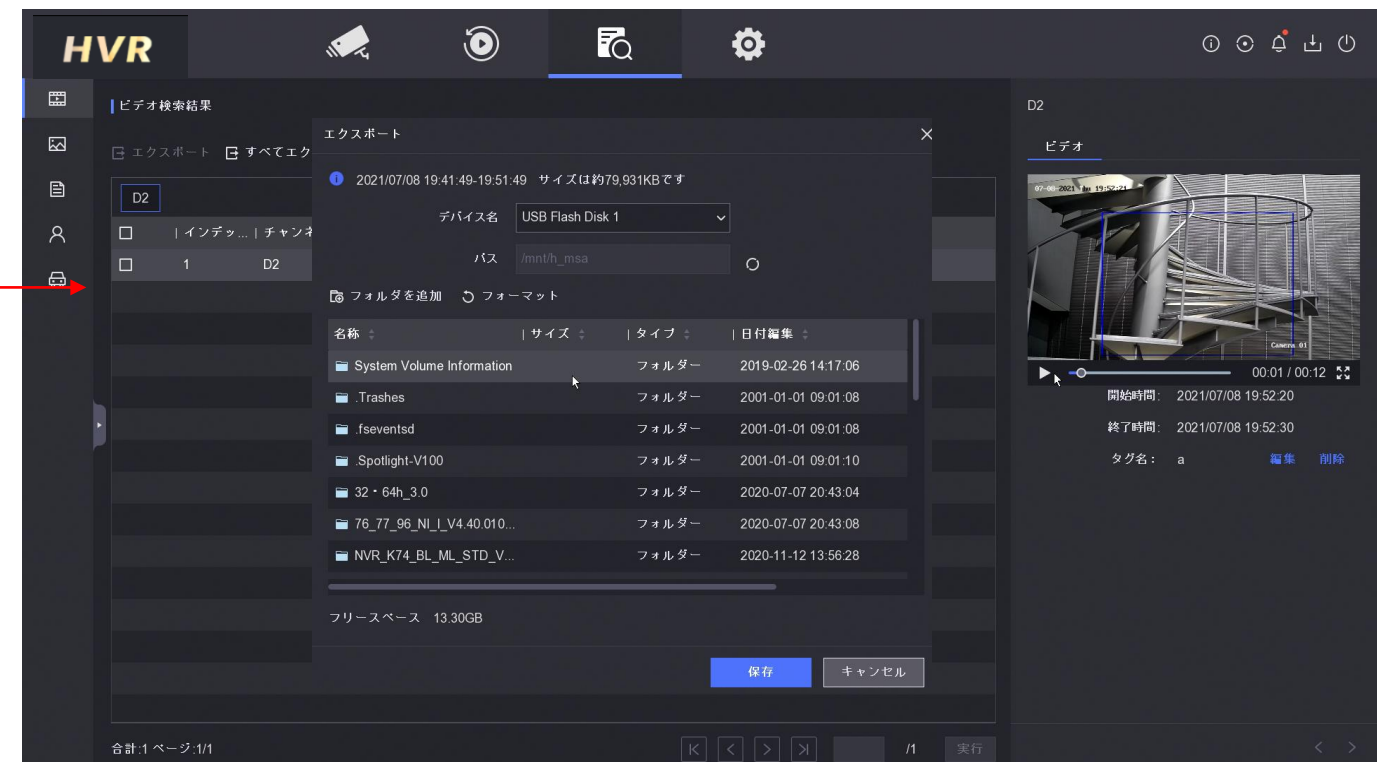 HVR
ビデオ検索結果
エクスポート すべてエク
D2
インデッ... | チャンネ
1 D2
エクスポート
2021/07/08 19:41:49-19:51:49 サイズは約79,931KBです
デバイス名 USB Flash Disk 1
パス /mnt/h_msa
フォルダを追加 フォーマット
名称 | サイズ | タイプ | 日付編集
System Volume Information フォルダー 2019-02-26 14:17:06
.Trashes フォルダー 2001-01-01 09:01:08
.fseventsd フォルダー 2001-01-01 09:01:08
.Spotlight-V100 フォルダー 2001-01-01 09:01:10
32・64h_3.0 フォルダー 2020-07-07 20:43:04
76_77_96_NI_I_V4.40.010... フォルダー 2020-07-07 20:43:08
NVR_K74_BL_ML_STD_V... フォルダー 2020-11-12 13:56:28
フリースペース 13.30GB
保存 キャンセル
合計:1 ページ:1/1
/1 実行
D2
ビデオ
07-08-2021 Thu 19:52:21
Camera 01
00:01 / 00:12
開始時間: 2021/07/08 19:52:20
終了時間: 2021/07/08 19:52:30
タグ名: a 編集 削除